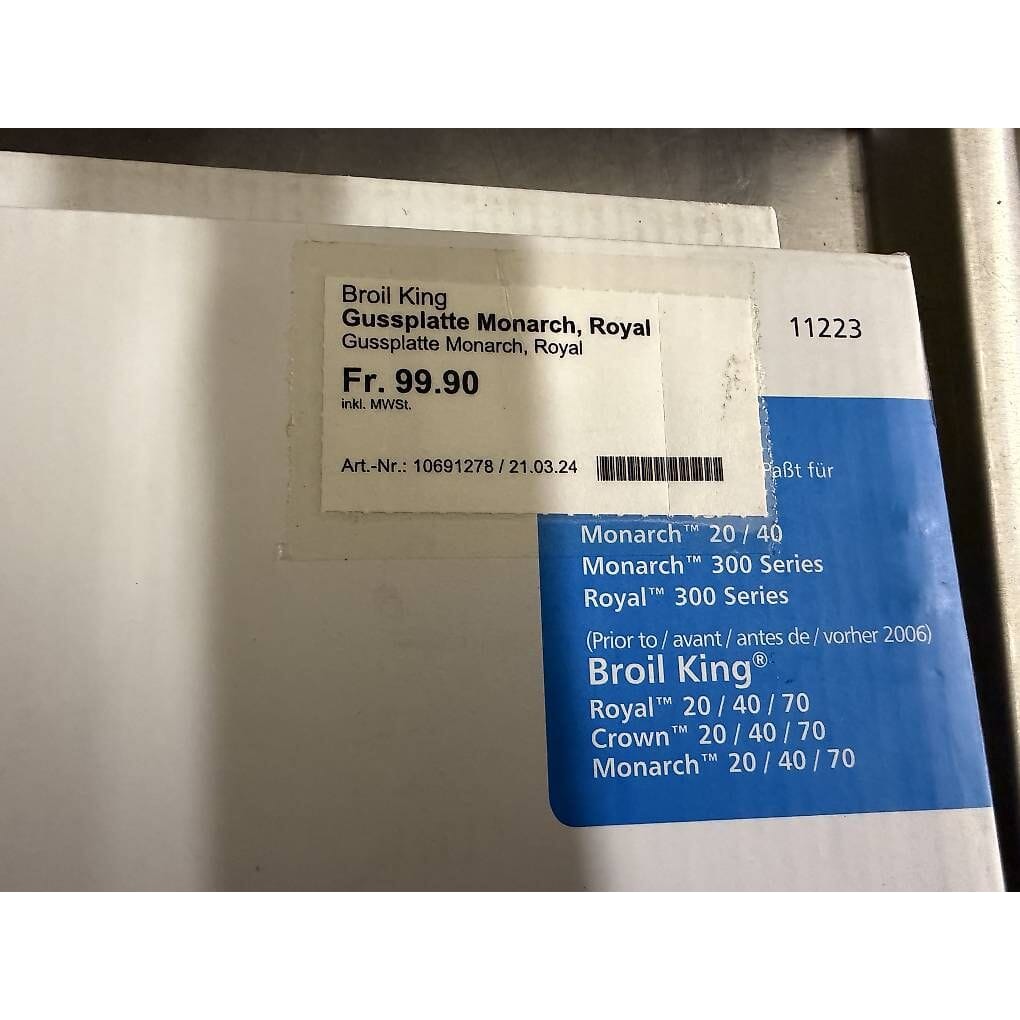 Broil King
Gussplatte Monarch, Royal
Gussplatte Monarch, Royal
Fr. 99.90
inkl. MWSt.
Art.-Nr.: 10691278 / 21.03.24
11223
Paßt für
Monarch™ 20 / 40
Monarch™ 300 Series
Royal™ 300 Series
(Prior to / avant / antes de / vorher 2006)
Broil King®
Royal™ 20 / 40 / 70
Crown™ 20 / 40 / 70
Monarch™ 20 / 40 / 70